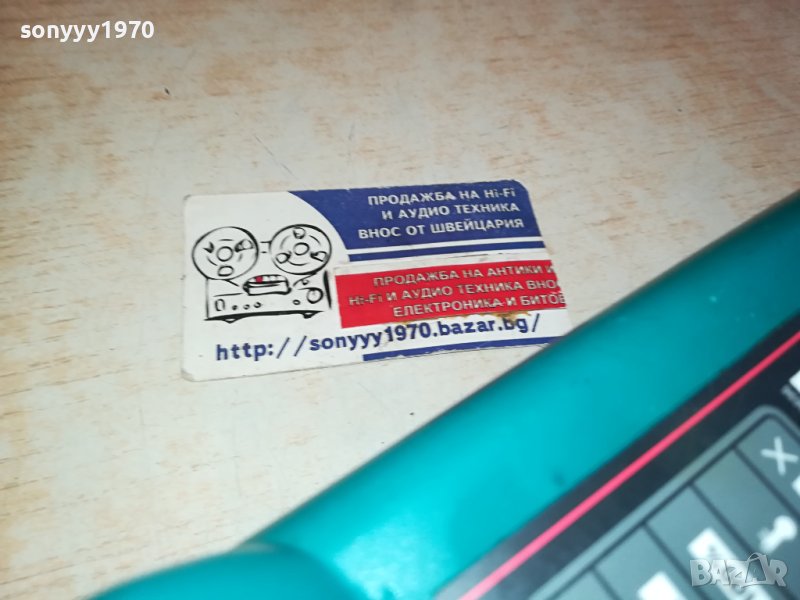 sonyyy1970
ПРОДАЖБА НА Hi-Fi
И АУДИО ТЕХНИКА
ВНОС ОТ ШВЕЙЦАРИЯ
ПРОДАЖБА НА АНТИКИ И
Hi-Fi И АУДИО ТЕХНИКА ВНОС
ЕЛЕКТРОНИКА И БИТОВ
http://sonyyy1970.bazar.bg/
BAZAR